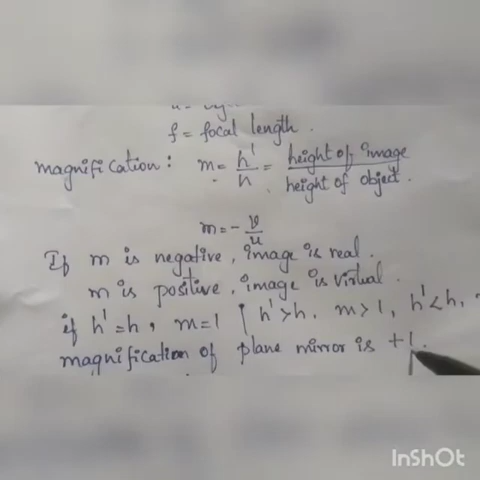 f = focal length.
magnification: m = h'/h = height of image / height of object.
m = - v/u
If m is negative, image is real.
m is positive, image is virtual.
if h' = h, m = 1 | h' > h, m > 1, h' < h,
magnification of plane mirror is +1.
InShOt